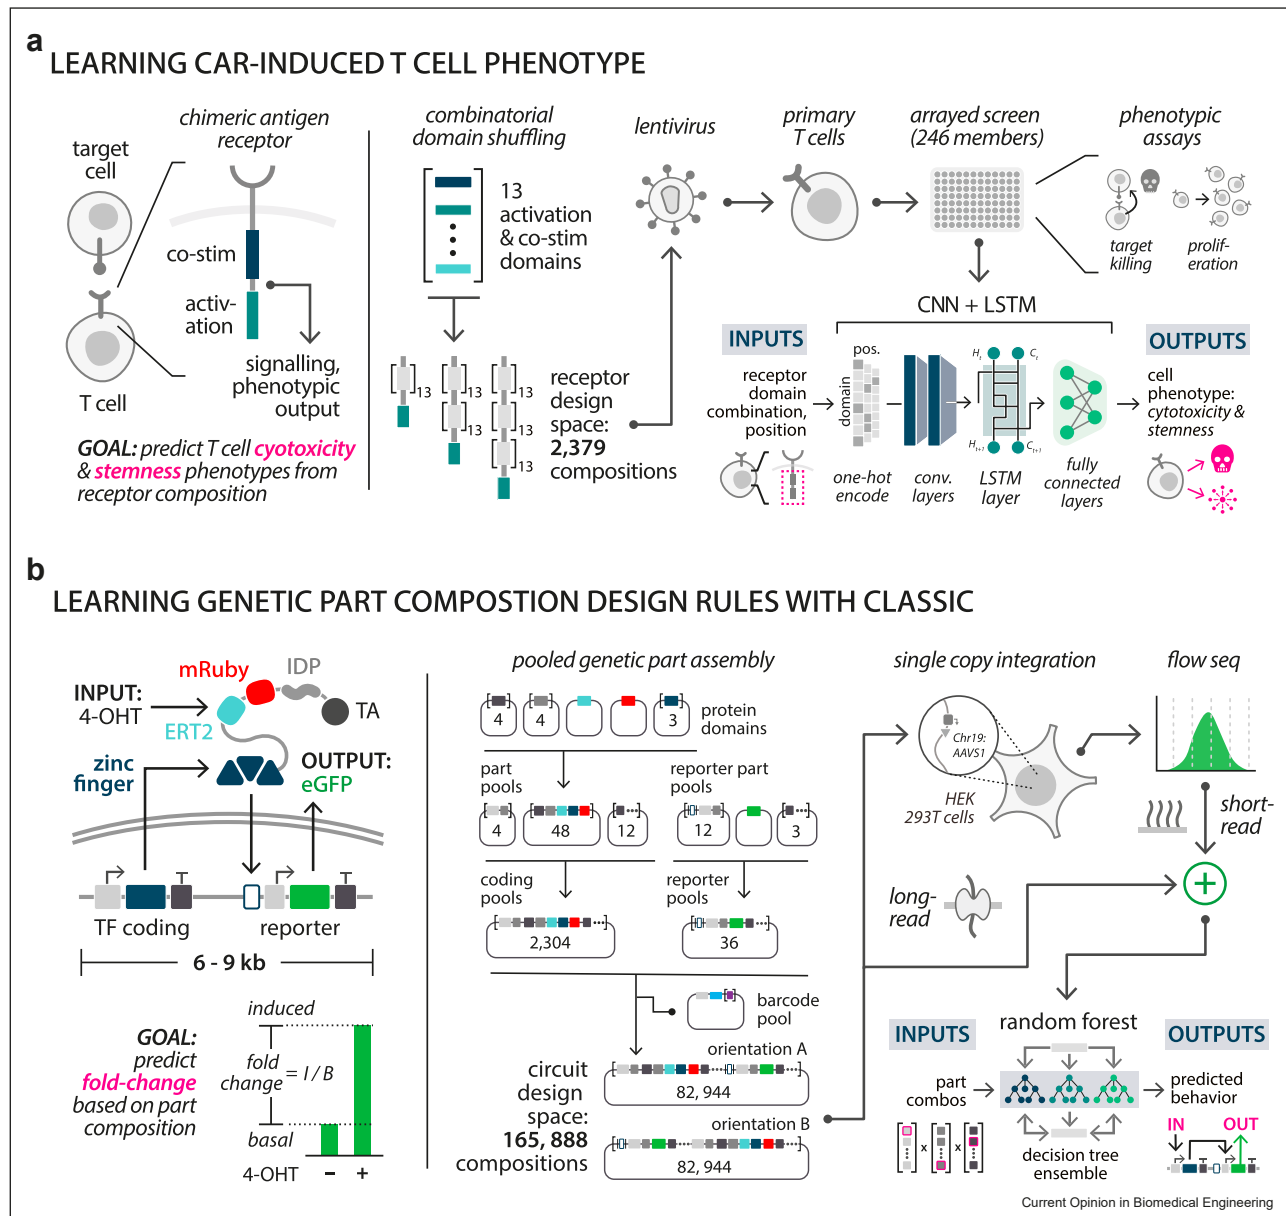 a
LEARNING CAR-INDUCED T CELL PHENOTYPE
target
cell
chimeric antigen
receptor
co-stim
activ-
ation
T cell
signalling,
phenotypic
output
GOAL: predict T cell cyotoxicity
& stemness phenotypes from
receptor composition
combinatorial
domain shuffling
13
activation
& co-stim
domains
13
13
13
13
13
13
receptor
design
space:
2,379
compositions
lentivirus
primary
T cells
arrayed screen
(246 members)
phenotypic
assays
target
killing
prolif-
eration
CNN + LSTM
INPUTS
receptor
domain
combination,
position
pos.
domain
one-hot
encode
conv.
layers
Ht
Ct
Ht+1
Ct+1
LSTM
layer
fully
connected
layers
OUTPUTS
cell
phenotype:
cytotoxicity &
stemness
b
LEARNING GENETIC PART COMPOSTION DESIGN RULES WITH CLASSIC
mRuby
IDP
INPUT:
4-OHT
ERT2
TA
zinc
finger
OUTPUT:
eGFP
TF coding
reporter
6 - 9 kb
GOAL:
predict
fold-change
based on part
composition
induced
fold
change
= I / B
basal
4-OHT
−
+
pooled genetic part assembly
4
4
3
protein
domains
part
pools
reporter part
pools
4
48
12
12
3
coding
pools
reporter
pools
2,304
36
barcode
pool
orientation A
82, 944
orientation B
82, 944
circuit
design
space:
165, 888
compositions
single copy integration
Chr19:
AAVS1
HEK
293T cells
flow seq
short-
read
long-
read
+
INPUTS
part
combos
x
x
random forest
decision tree
ensemble
OUTPUTS
predicted
behavior
IN
OUT
Current Opinion in Biomedical Engineering